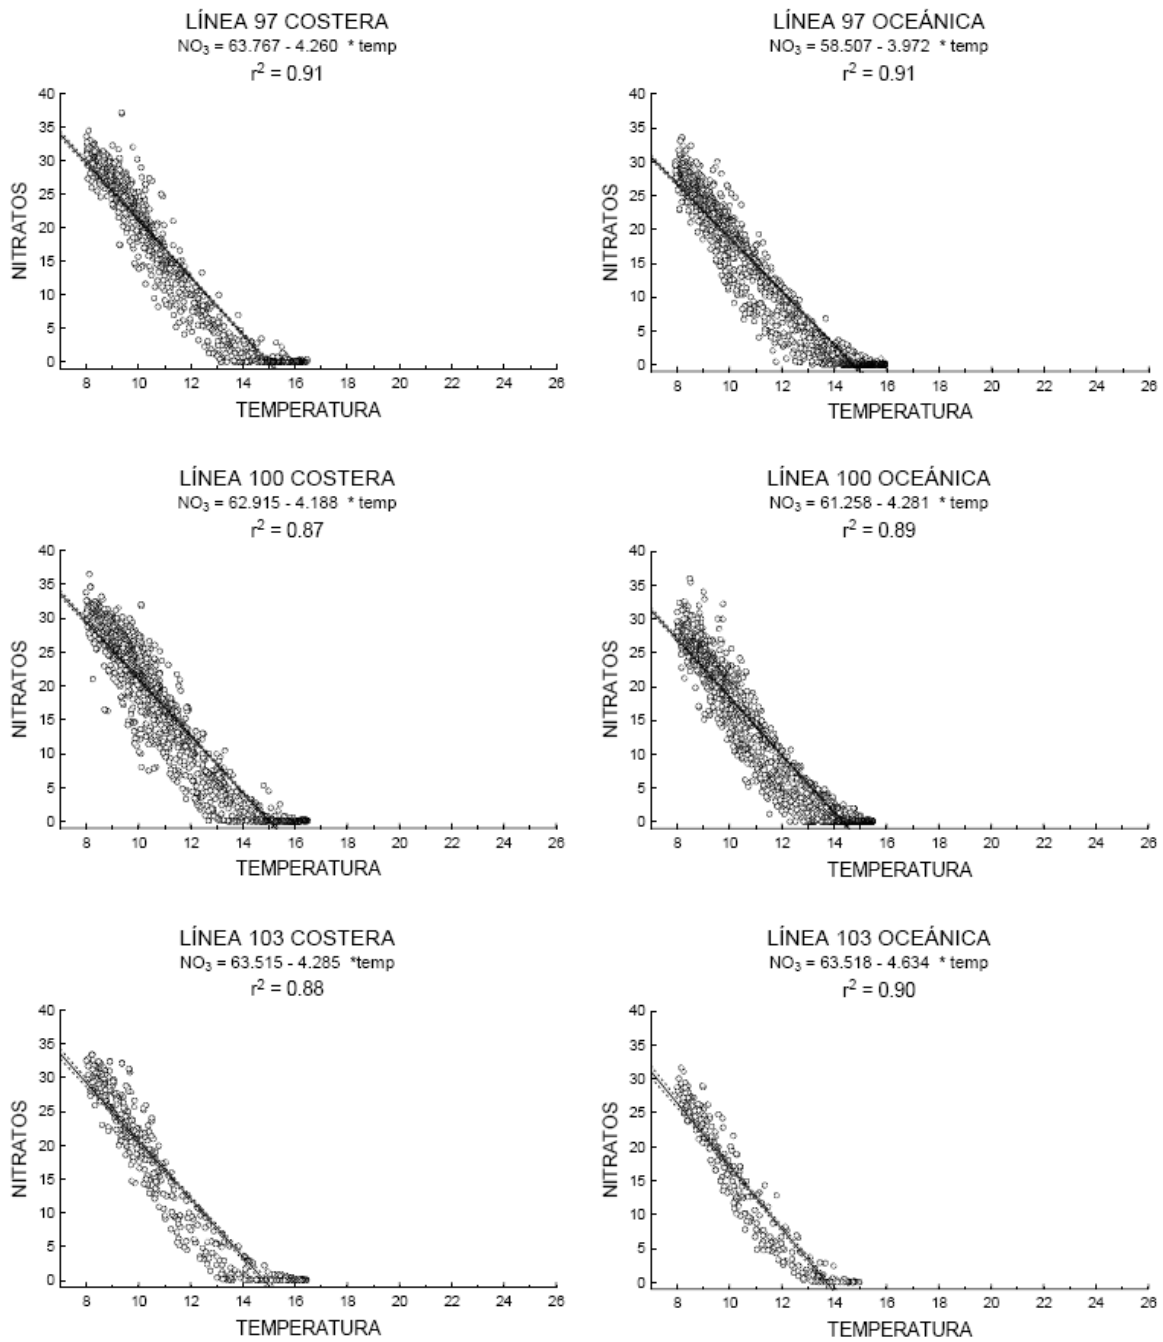 LÍNEA 97 COSTERA
NO3 = 63.767 - 4.260 * temp
r2 = 0.91
40
35
30
25
20
15
10
5
0
NITRATOS
8 10 12 14 16 18 20 22 24 26
TEMPERATURA
LÍNEA 97 OCEÁNICA
NO3 = 58.507 - 3.972 * temp
r2 = 0.91
40
35
30
25
20
15
10
5
0
NITRATOS
8 10 12 14 16 18 20 22 24 26
TEMPERATURA
LÍNEA 100 COSTERA
NO3 = 62.915 - 4.188 * temp
r2 = 0.87
40
35
30
25
20
15
10
5
0
NITRATOS
8 10 12 14 16 18 20 22 24 26
TEMPERATURA
LÍNEA 100 OCEÁNICA
NO3 = 61.258 - 4.281 * temp
r2 = 0.89
40
35
30
25
20
15
10
5
0
NITRATOS
8 10 12 14 16 18 20 22 24 26
TEMPERATURA
LÍNEA 103 COSTERA
NO3 = 63.515 - 4.285 *temp
r2 = 0.88
40
35
30
25
20
15
10
5
0
NITRATOS
8 10 12 14 16 18 20 22 24 26
TEMPERATURA
LÍNEA 103 OCEÁNICA
NO3 = 63.518 - 4.634 * temp
r2 = 0.90
40
35
30
25
20
15
10
5
0
NITRATOS
8 10 12 14 16 18 20 22 24 26
TEMPERATURA